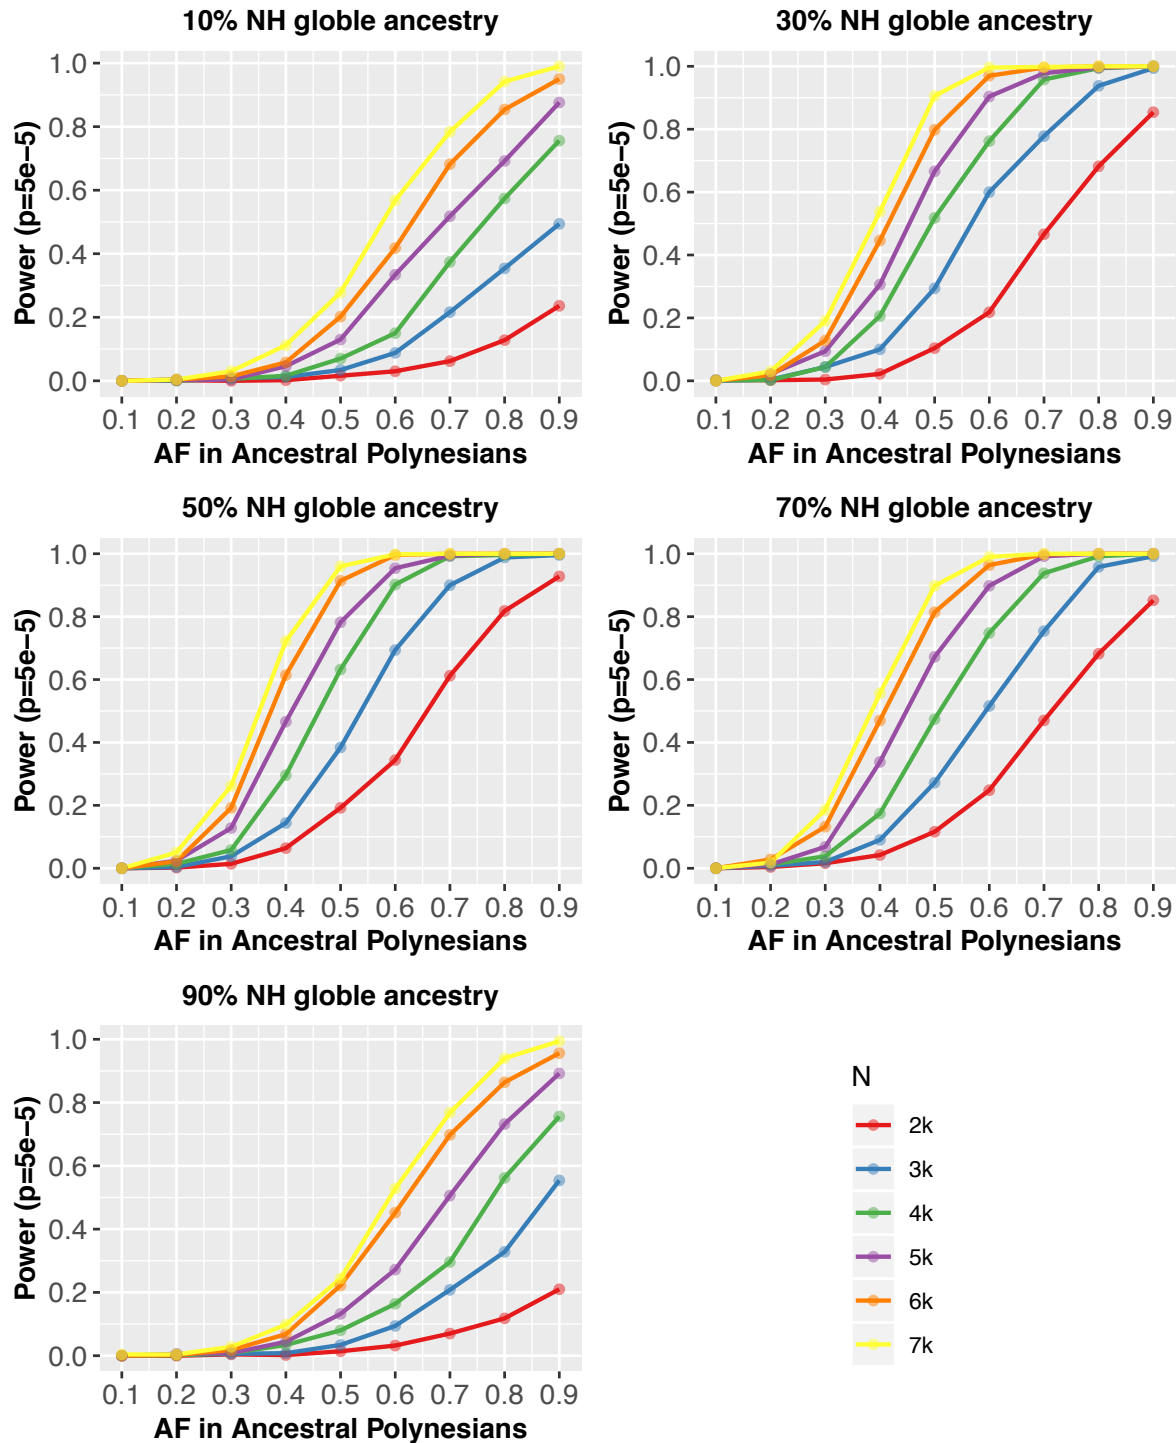 10% NH globle ancestry
Power (p=5e−5)
1.0
0.8
0.6
0.4
0.2
0.0
0.1 0.2 0.3 0.4 0.5 0.6 0.7 0.8 0.9
AF in Ancestral Polynesians
30% NH globle ancestry
Power (p=5e−5)
1.0
0.8
0.6
0.4
0.2
0.0
0.1 0.2 0.3 0.4 0.5 0.6 0.7 0.8 0.9
AF in Ancestral Polynesians
50% NH globle ancestry
Power (p=5e−5)
1.0
0.8
0.6
0.4
0.2
0.0
0.1 0.2 0.3 0.4 0.5 0.6 0.7 0.8 0.9
AF in Ancestral Polynesians
70% NH globle ancestry
Power (p=5e−5)
1.0
0.8
0.6
0.4
0.2
0.0
0.1 0.2 0.3 0.4 0.5 0.6 0.7 0.8 0.9
AF in Ancestral Polynesians
90% NH globle ancestry
Power (p=5e−5)
1.0
0.8
0.6
0.4
0.2
0.0
0.1 0.2 0.3 0.4 0.5 0.6 0.7 0.8 0.9
AF in Ancestral Polynesians
N
2k
3k
4k
5k
6k
7k